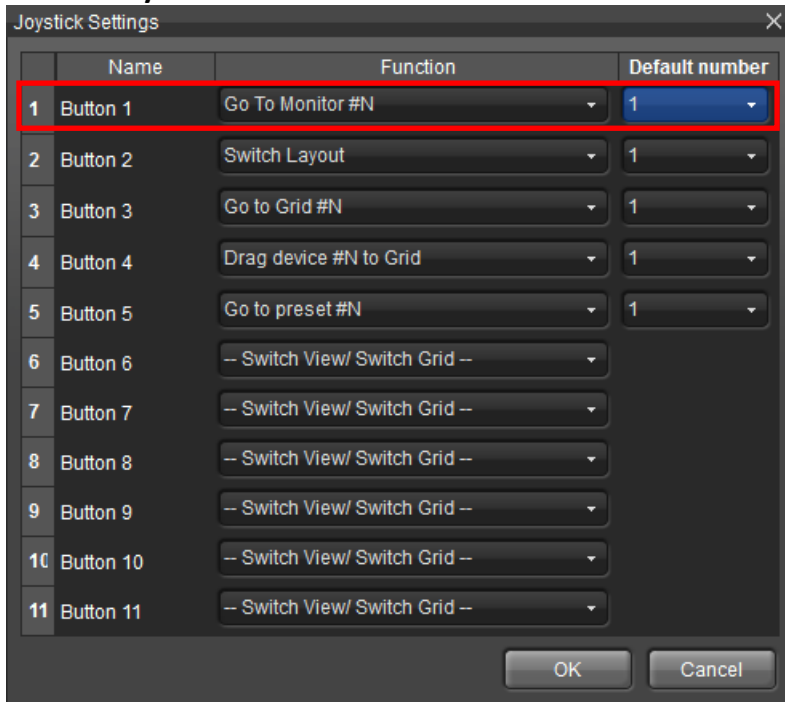 Joystick Settings
Name Function Default number
1 Button 1 Go To Monitor #N 1
2 Button 2 Switch Layout 1
3 Button 3 Go to Grid #N 1
4 Button 4 Drag device #N to Grid 1
5 Button 5 Go to preset #N 1
6 Button 6 -- Switch View/ Switch Grid --
7 Button 7 -- Switch View/ Switch Grid --
8 Button 8 -- Switch View/ Switch Grid --
9 Button 9 -- Switch View/ Switch Grid --
10 Button 10 -- Switch View/ Switch Grid --
11 Button 11 -- Switch View/ Switch Grid --
OK Cancel